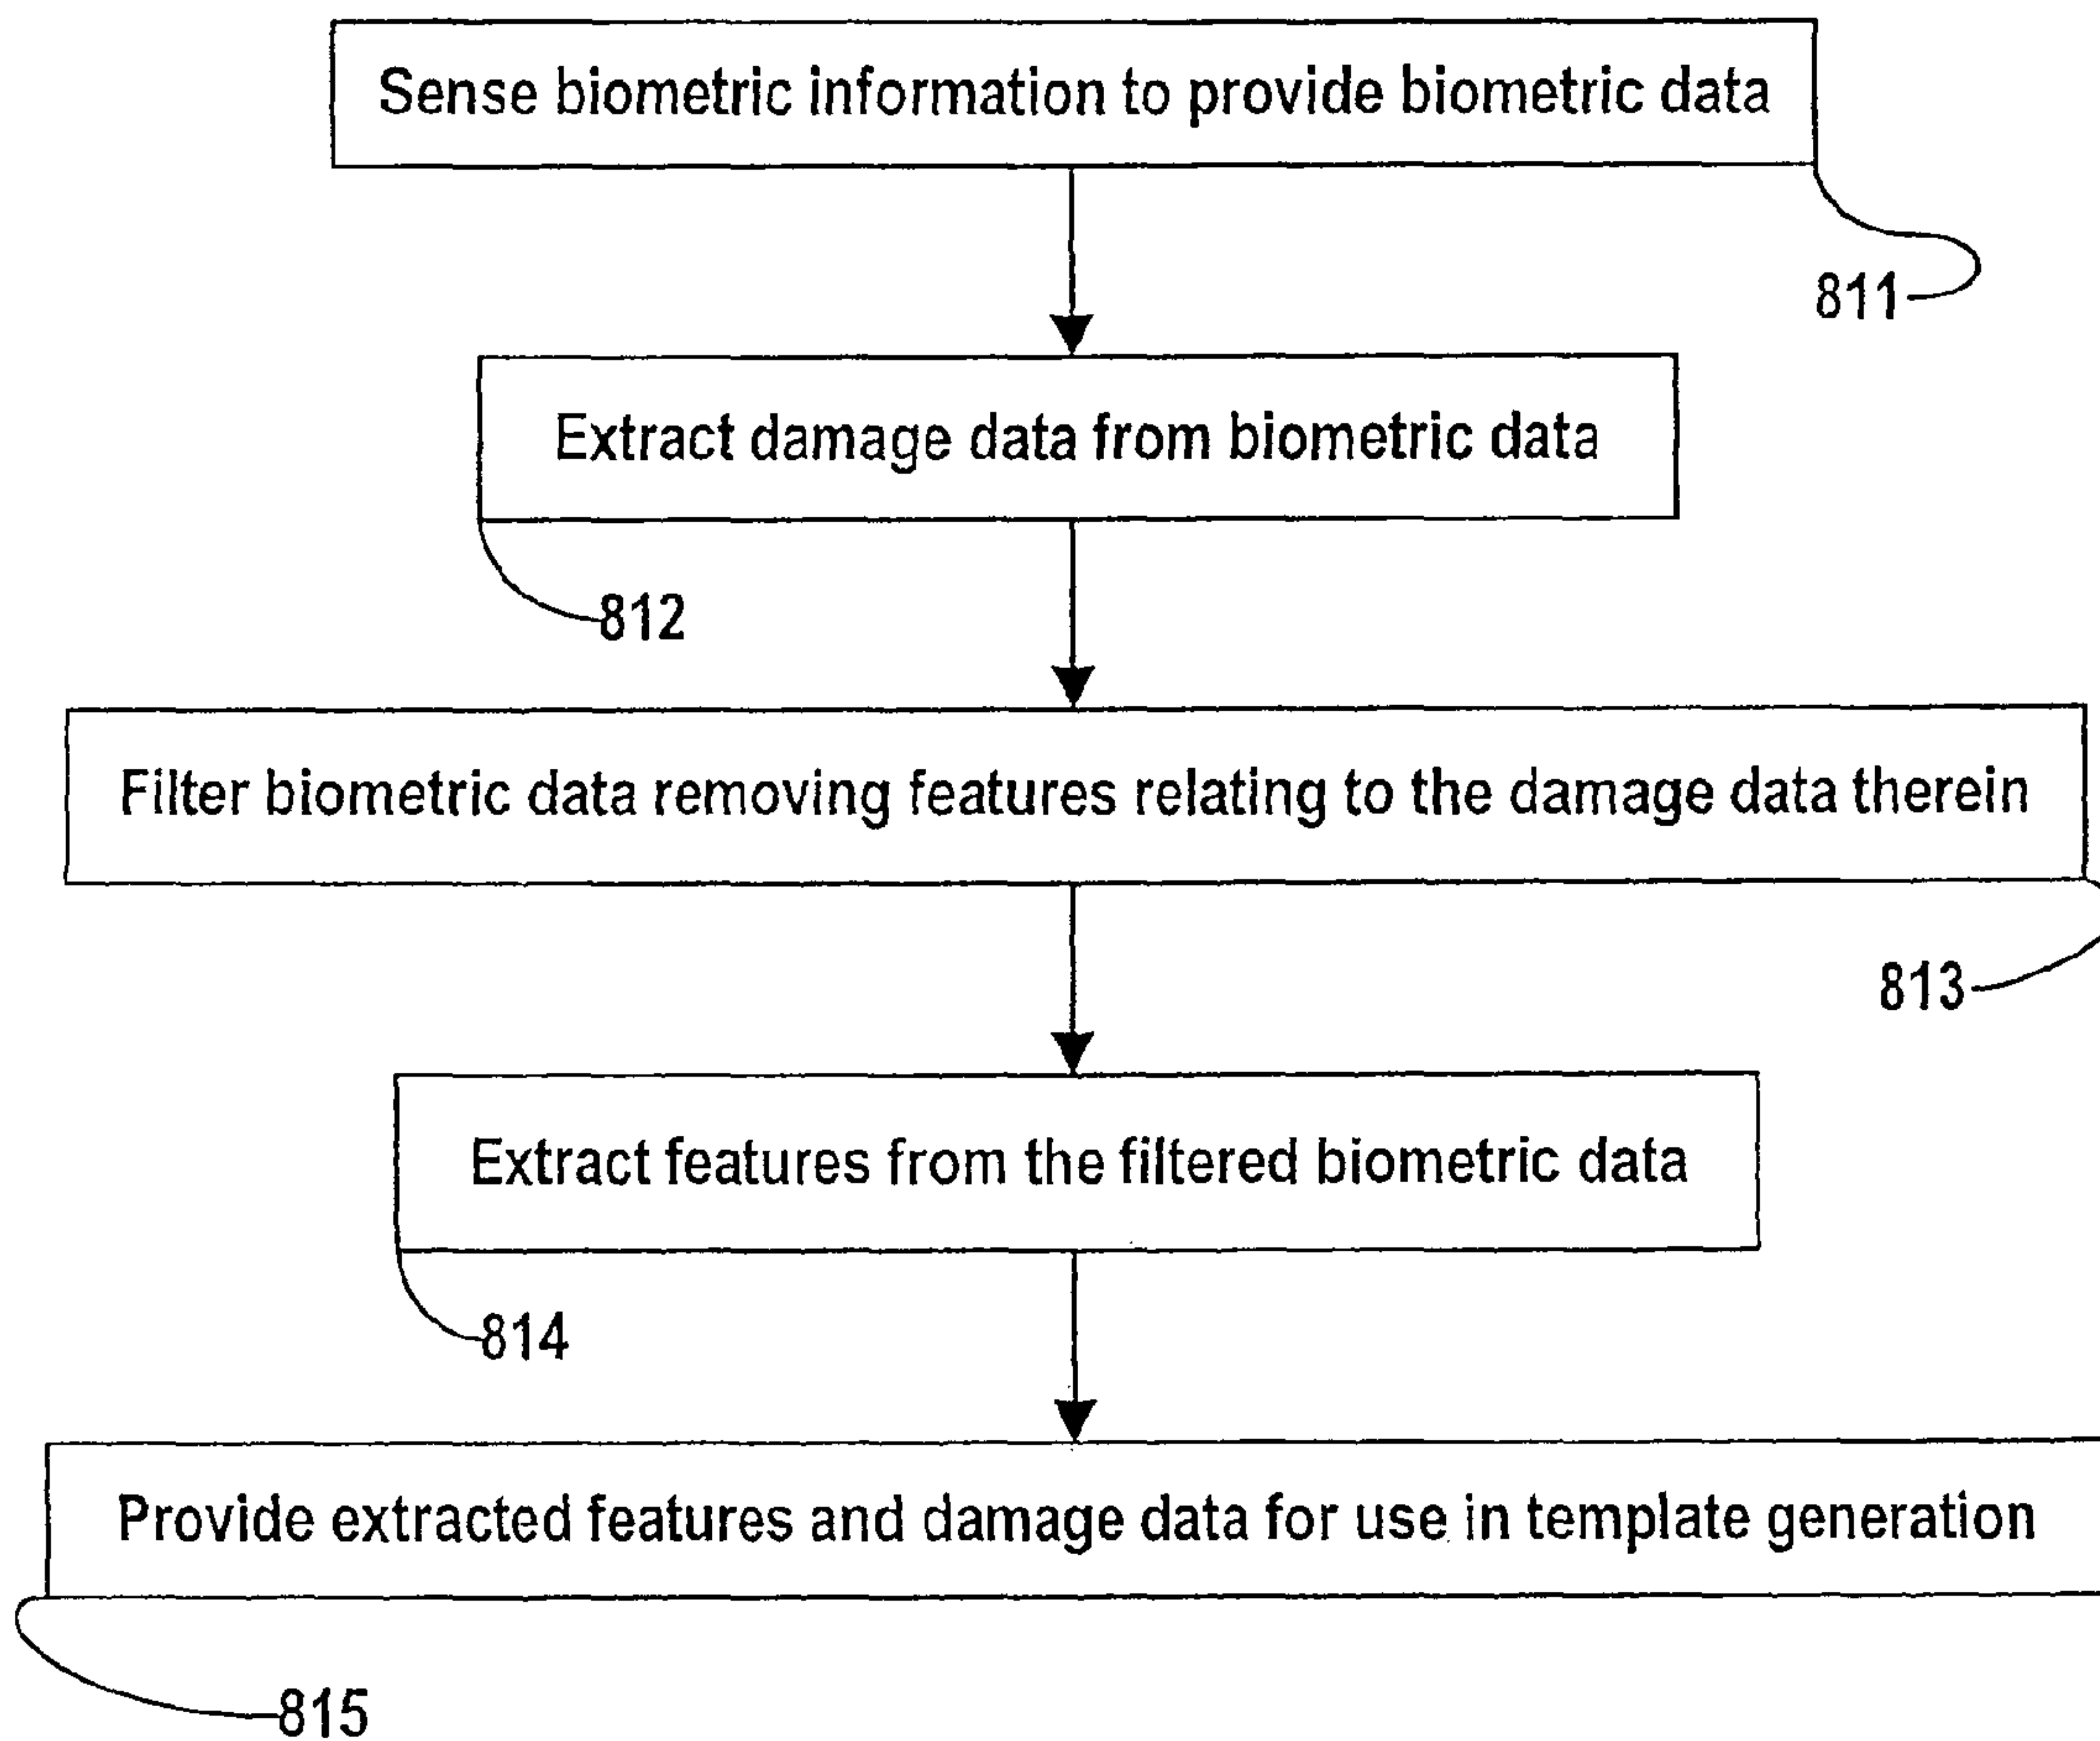 Sense biometric information to provide biometric data
811
Extract damage data from biometric data
812
Filter biometric data removing features relating to the damage data therein
813
Extract features from the filtered biometric data
814
Provide extracted features and damage data for use in template generation
815